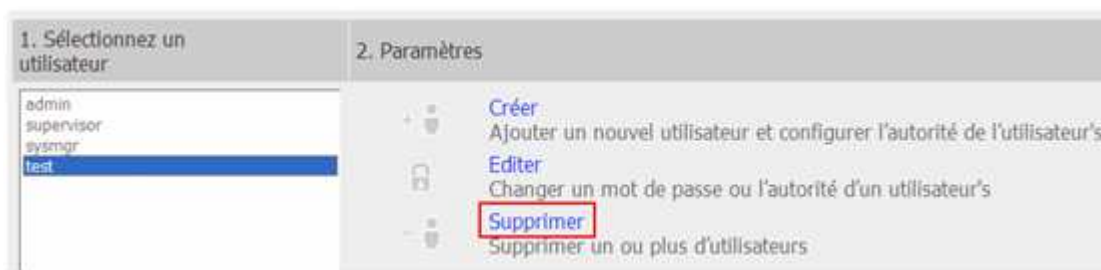 1. Sélectionnez un
utilisateur
2. Paramètres
admin
supervisor
sysmgr
test
Créer
Ajouter un nouvel utilisateur et configurer l'autorité de l'utilisateur's
Editer
Changer un mot de passe ou l'autorité d'un utilisateur's
Supprimer
Supprimer un ou plus d'utilisateurs